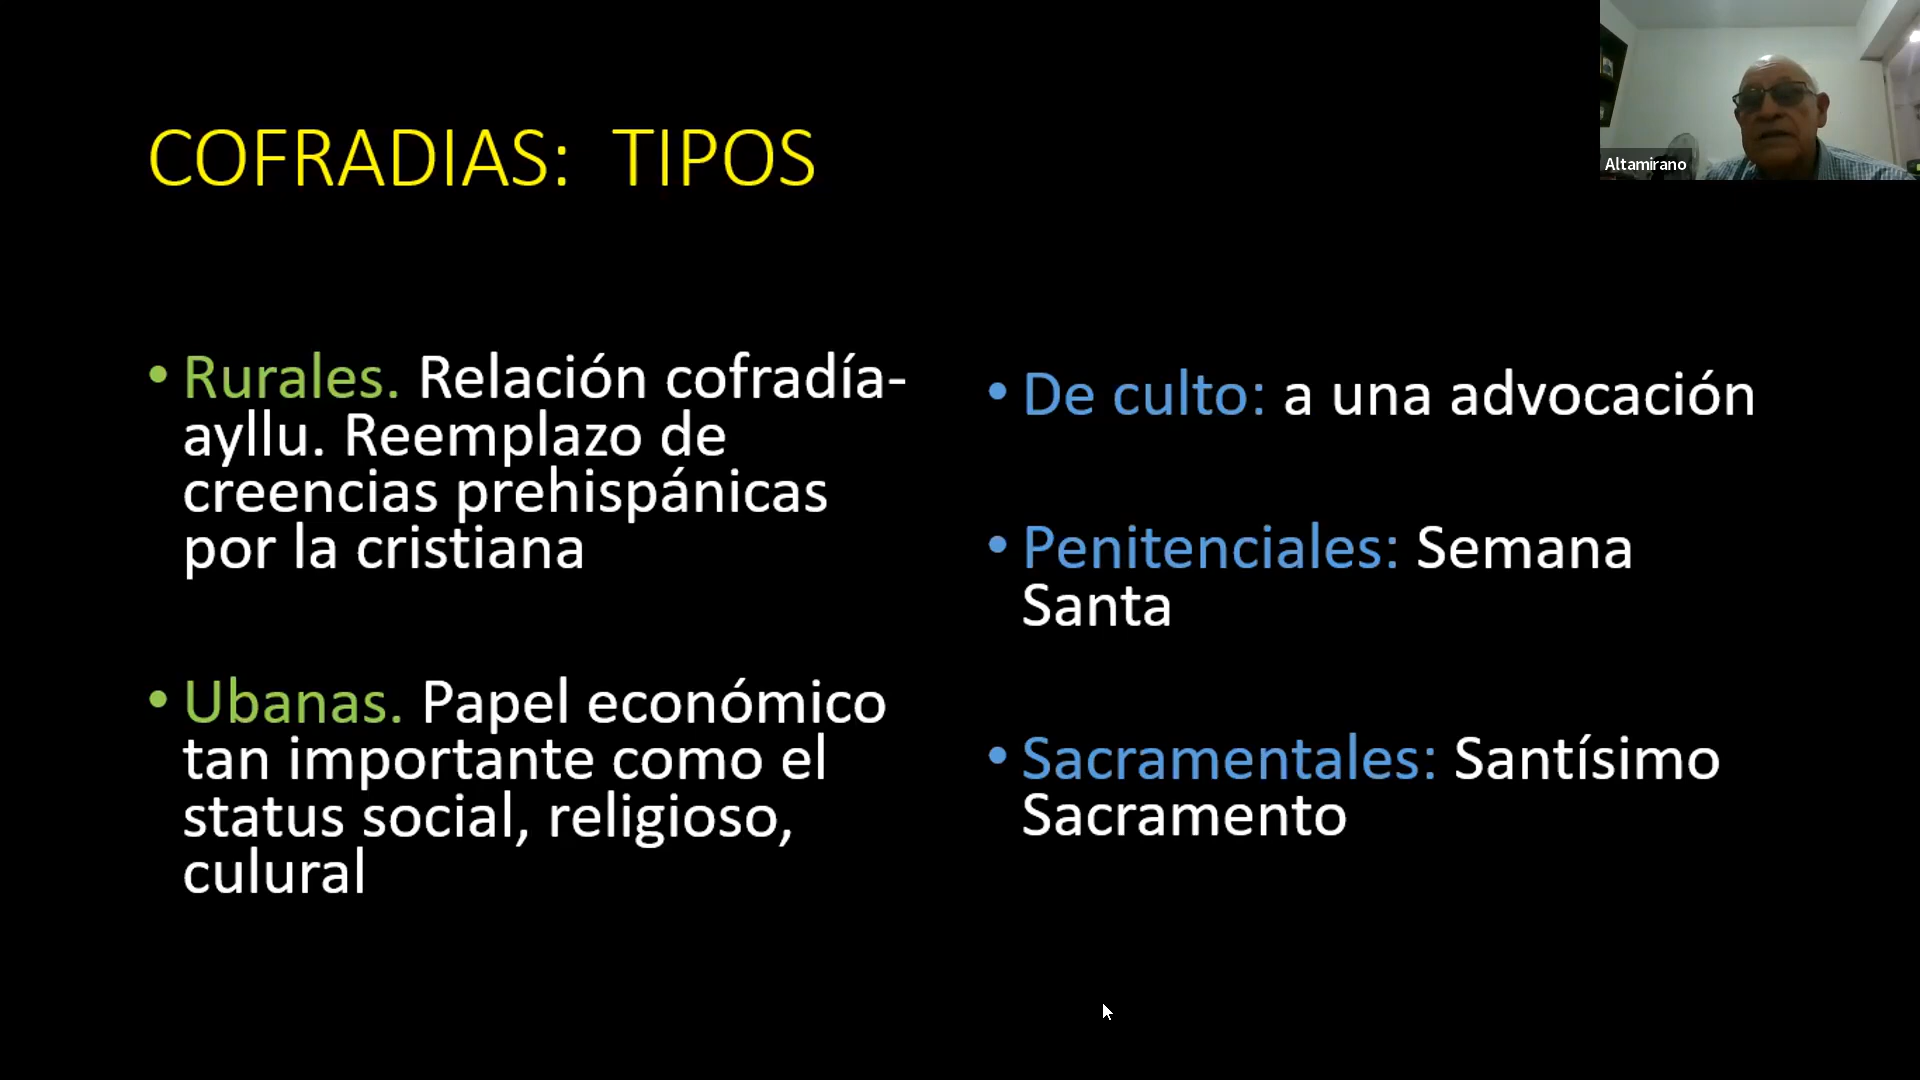 COFRADIAS: TIPOS
Altamirano
• Rurales. Relación cofradía-
ayllu. Reemplazo de
creencias prehispánicas
por la cristiana
• Ubanas. Papel económico
tan importante como el
status social, religioso,
culural
• De culto: a una advocación
• Penitenciales: Semana
Santa
• Sacramentales: Santísimo
Sacramento